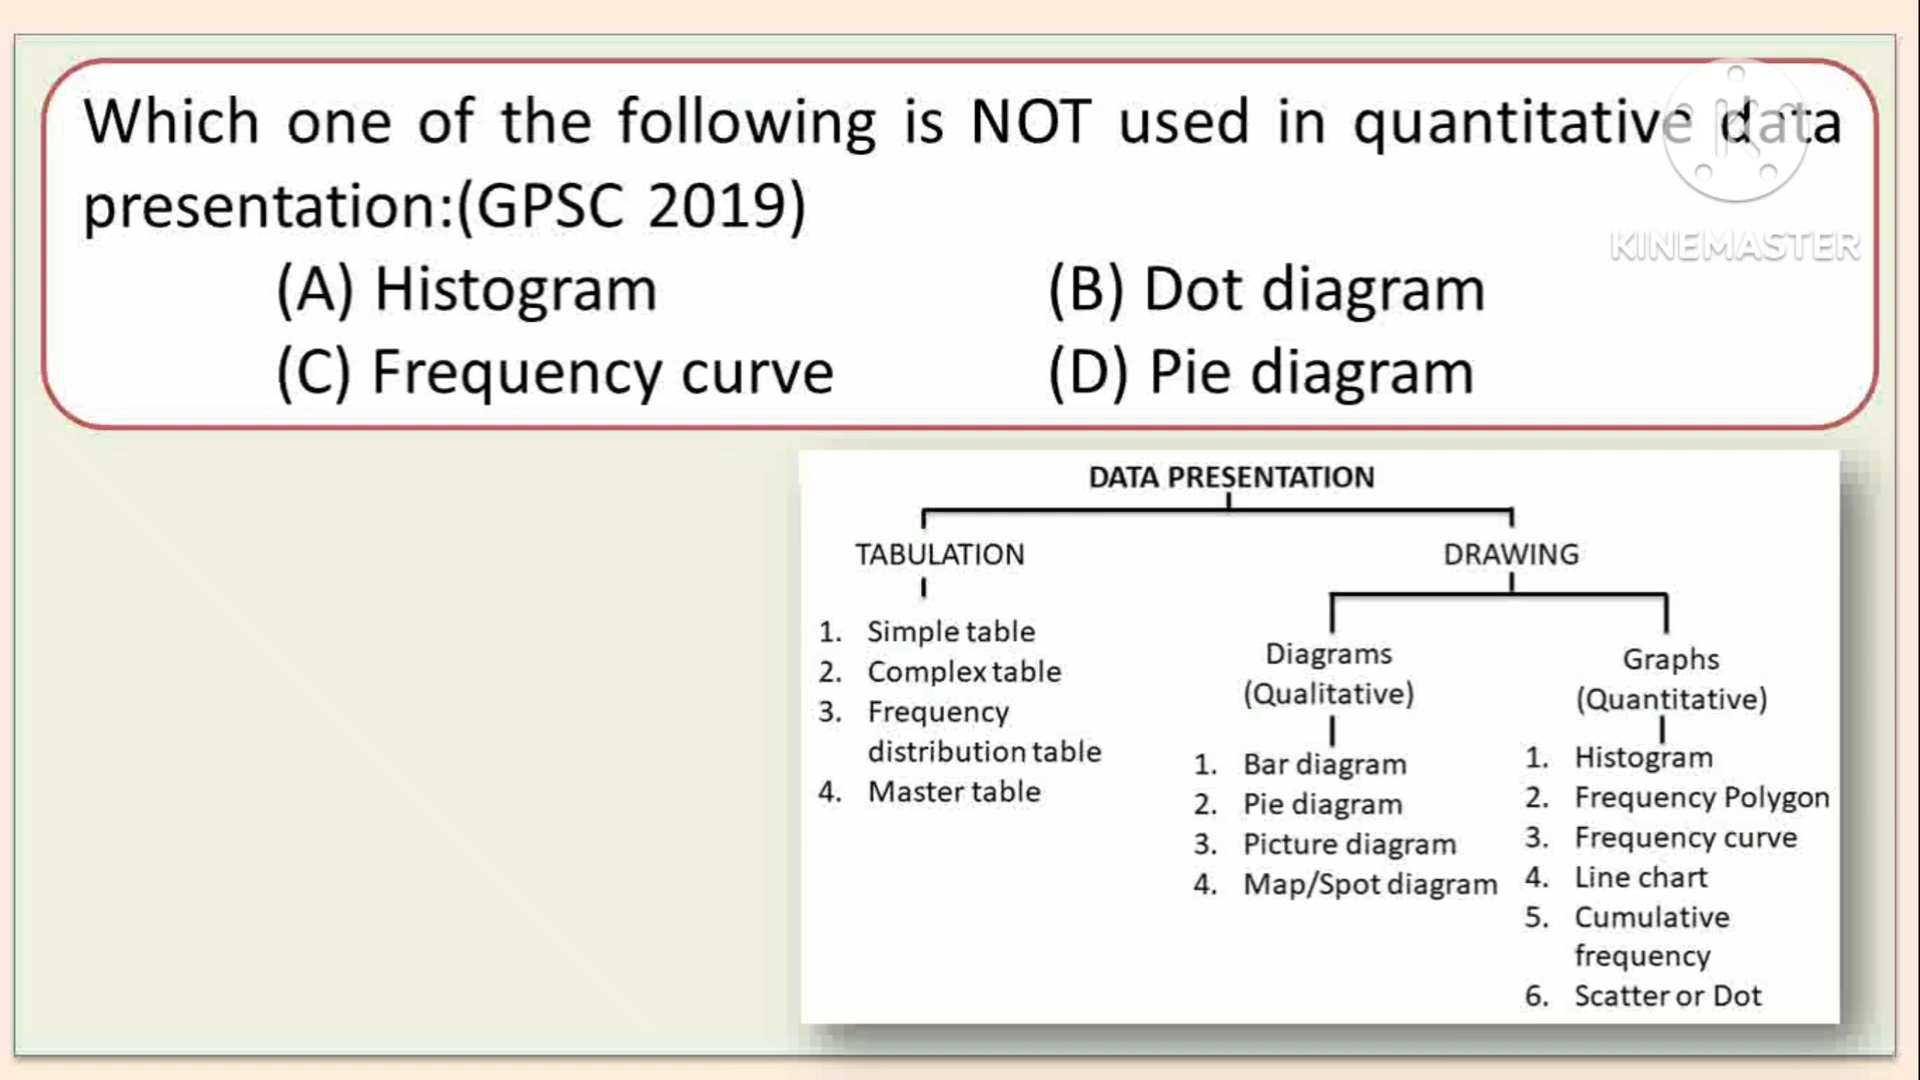 Which one of the following is NOT used in quantitative data
presentation:(GPSC 2019)
(A) Histogram (B) Dot diagram
(C) Frequency curve (D) Pie diagram
KINEMASTER
DATA PRESENTATION
TABULATION
1. Simple table
2. Complex table
3. Frequency
distribution table
4. Master table
DRAWING
Diagrams
(Qualitative)
1. Bar diagram
2. Pie diagram
3. Picture diagram
4. Map/Spot diagram
Graphs
(Quantitative)
1. Histogram
2. Frequency Polygon
3. Frequency curve
4. Line chart
5. Cumulative
frequency
6. Scatter or Dot